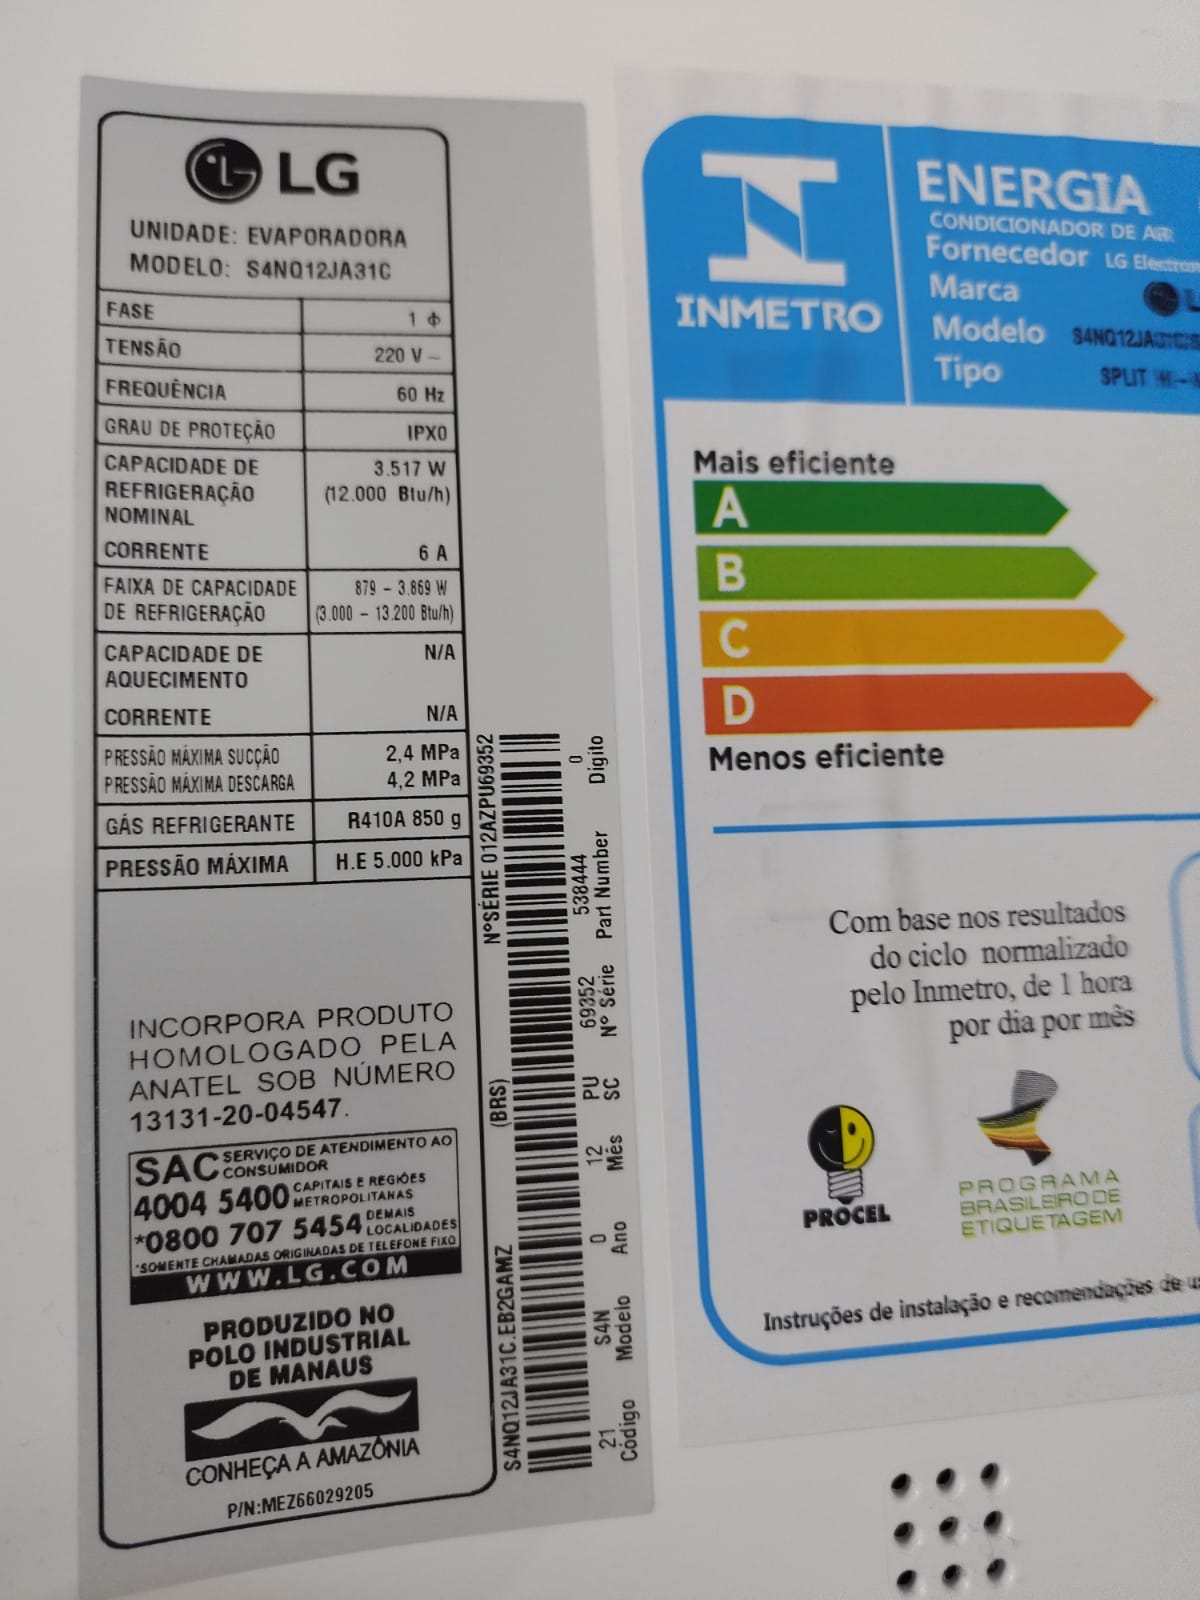 LG
UNIDADE: EVAPORADORA
MODELO: S4NQ12JA31C
FASE 1 ϕ
TENSÃO 220 V ~
FREQUÊNCIA 60 Hz
GRAU DE PROTEÇÃO IPX0
CAPACIDADE DE REFRIGERAÇÃO NOMINAL 3.517 W (12.000 Btu/h)
CORRENTE 6 A
FAIXA DE CAPACIDADE DE REFRIGERAÇÃO 879 - 3.869 W (3.000 - 13.200 Btu/h)
CAPACIDADE DE AQUECIMENTO N/A
CORRENTE N/A
PRESSÃO MÁXIMA SUCÇÃO 2,4 MPa
PRESSÃO MÁXIMA DESCARGA 4,2 MPa
GÁS REFRIGERANTE R410A 850 g
PRESSÃO MÁXIMA H.E 5.000 kPa
INCORPORA PRODUTO
HOMOLOGADO PELA
ANATEL SOB NÚMERO
13131-20-04547.
SAC SERVIÇO DE ATENDIMENTO AO CONSUMIDOR
4004 5400 CAPITAIS E REGIÕES METROPOLITANAS
*0800 707 5454 DEMAIS LOCALIDADES
*SOMENTE CHAMADAS ORIGINADAS DE TELEFONE FIXO
WWW.LG.COM
PRODUZIDO NO
POLO INDUSTRIAL
DE MANAUS
CONHEÇA A AMAZÔNIA
P/N:MEZ66029205
S4NQ12JA31C.EB2GAMZ (BRS) N°SÉRIE 012AZPU69352
21 S4N 0 12 PU 69352 538444 0
Código Modelo Ano Mês SC N° Série Part Number Dígito
INMETRO
ENERGIA
CONDICIONADOR DE AR
Fornecedor LG
Marca
Modelo
Tipo SPLIT
Mais eficiente
A
B
C
D
Menos eficiente
Com base nos resultados
do ciclo normalizado
pelo Inmetro, de 1 hora
por dia por mês
PROCEL
PROGRAMA
BRASILEIRO DE
ETIQUETAGEM
Instruções de instalação e recomendações de